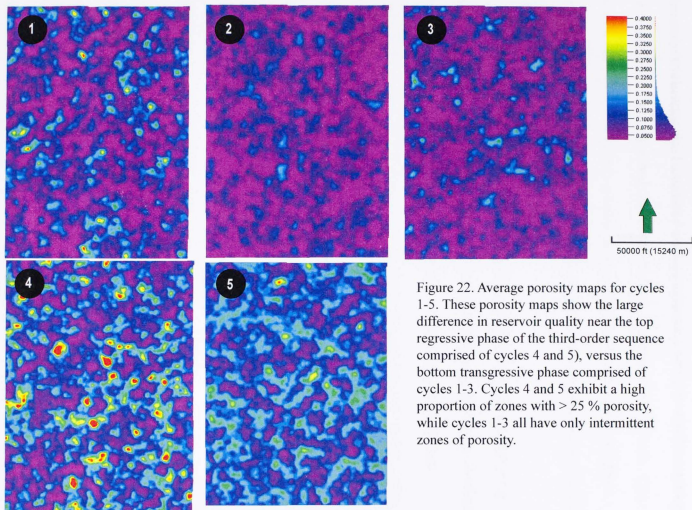 1
2
3
0.4000
0.3750
0.3500
0.3250
0.3000
0.2750
0.2500
0.2250
0.2000
0.1750
0.1500
0.1250
0.1000
0.0750
0.0500
50000 ft (15240 m)
4
5
Figure 22. Average porosity maps for cycles
1-5. These porosity maps show the large
difference in reservoir quality near the top
regressive phase of the third-order sequence
comprised of cycles 4 and 5), versus the
bottom transgressive phase comprised of
cycles 1-3. Cycles 4 and 5 exhibit a high
proportion of zones with > 25 % porosity,
while cycles 1-3 all have only intermittent
zones of porosity.